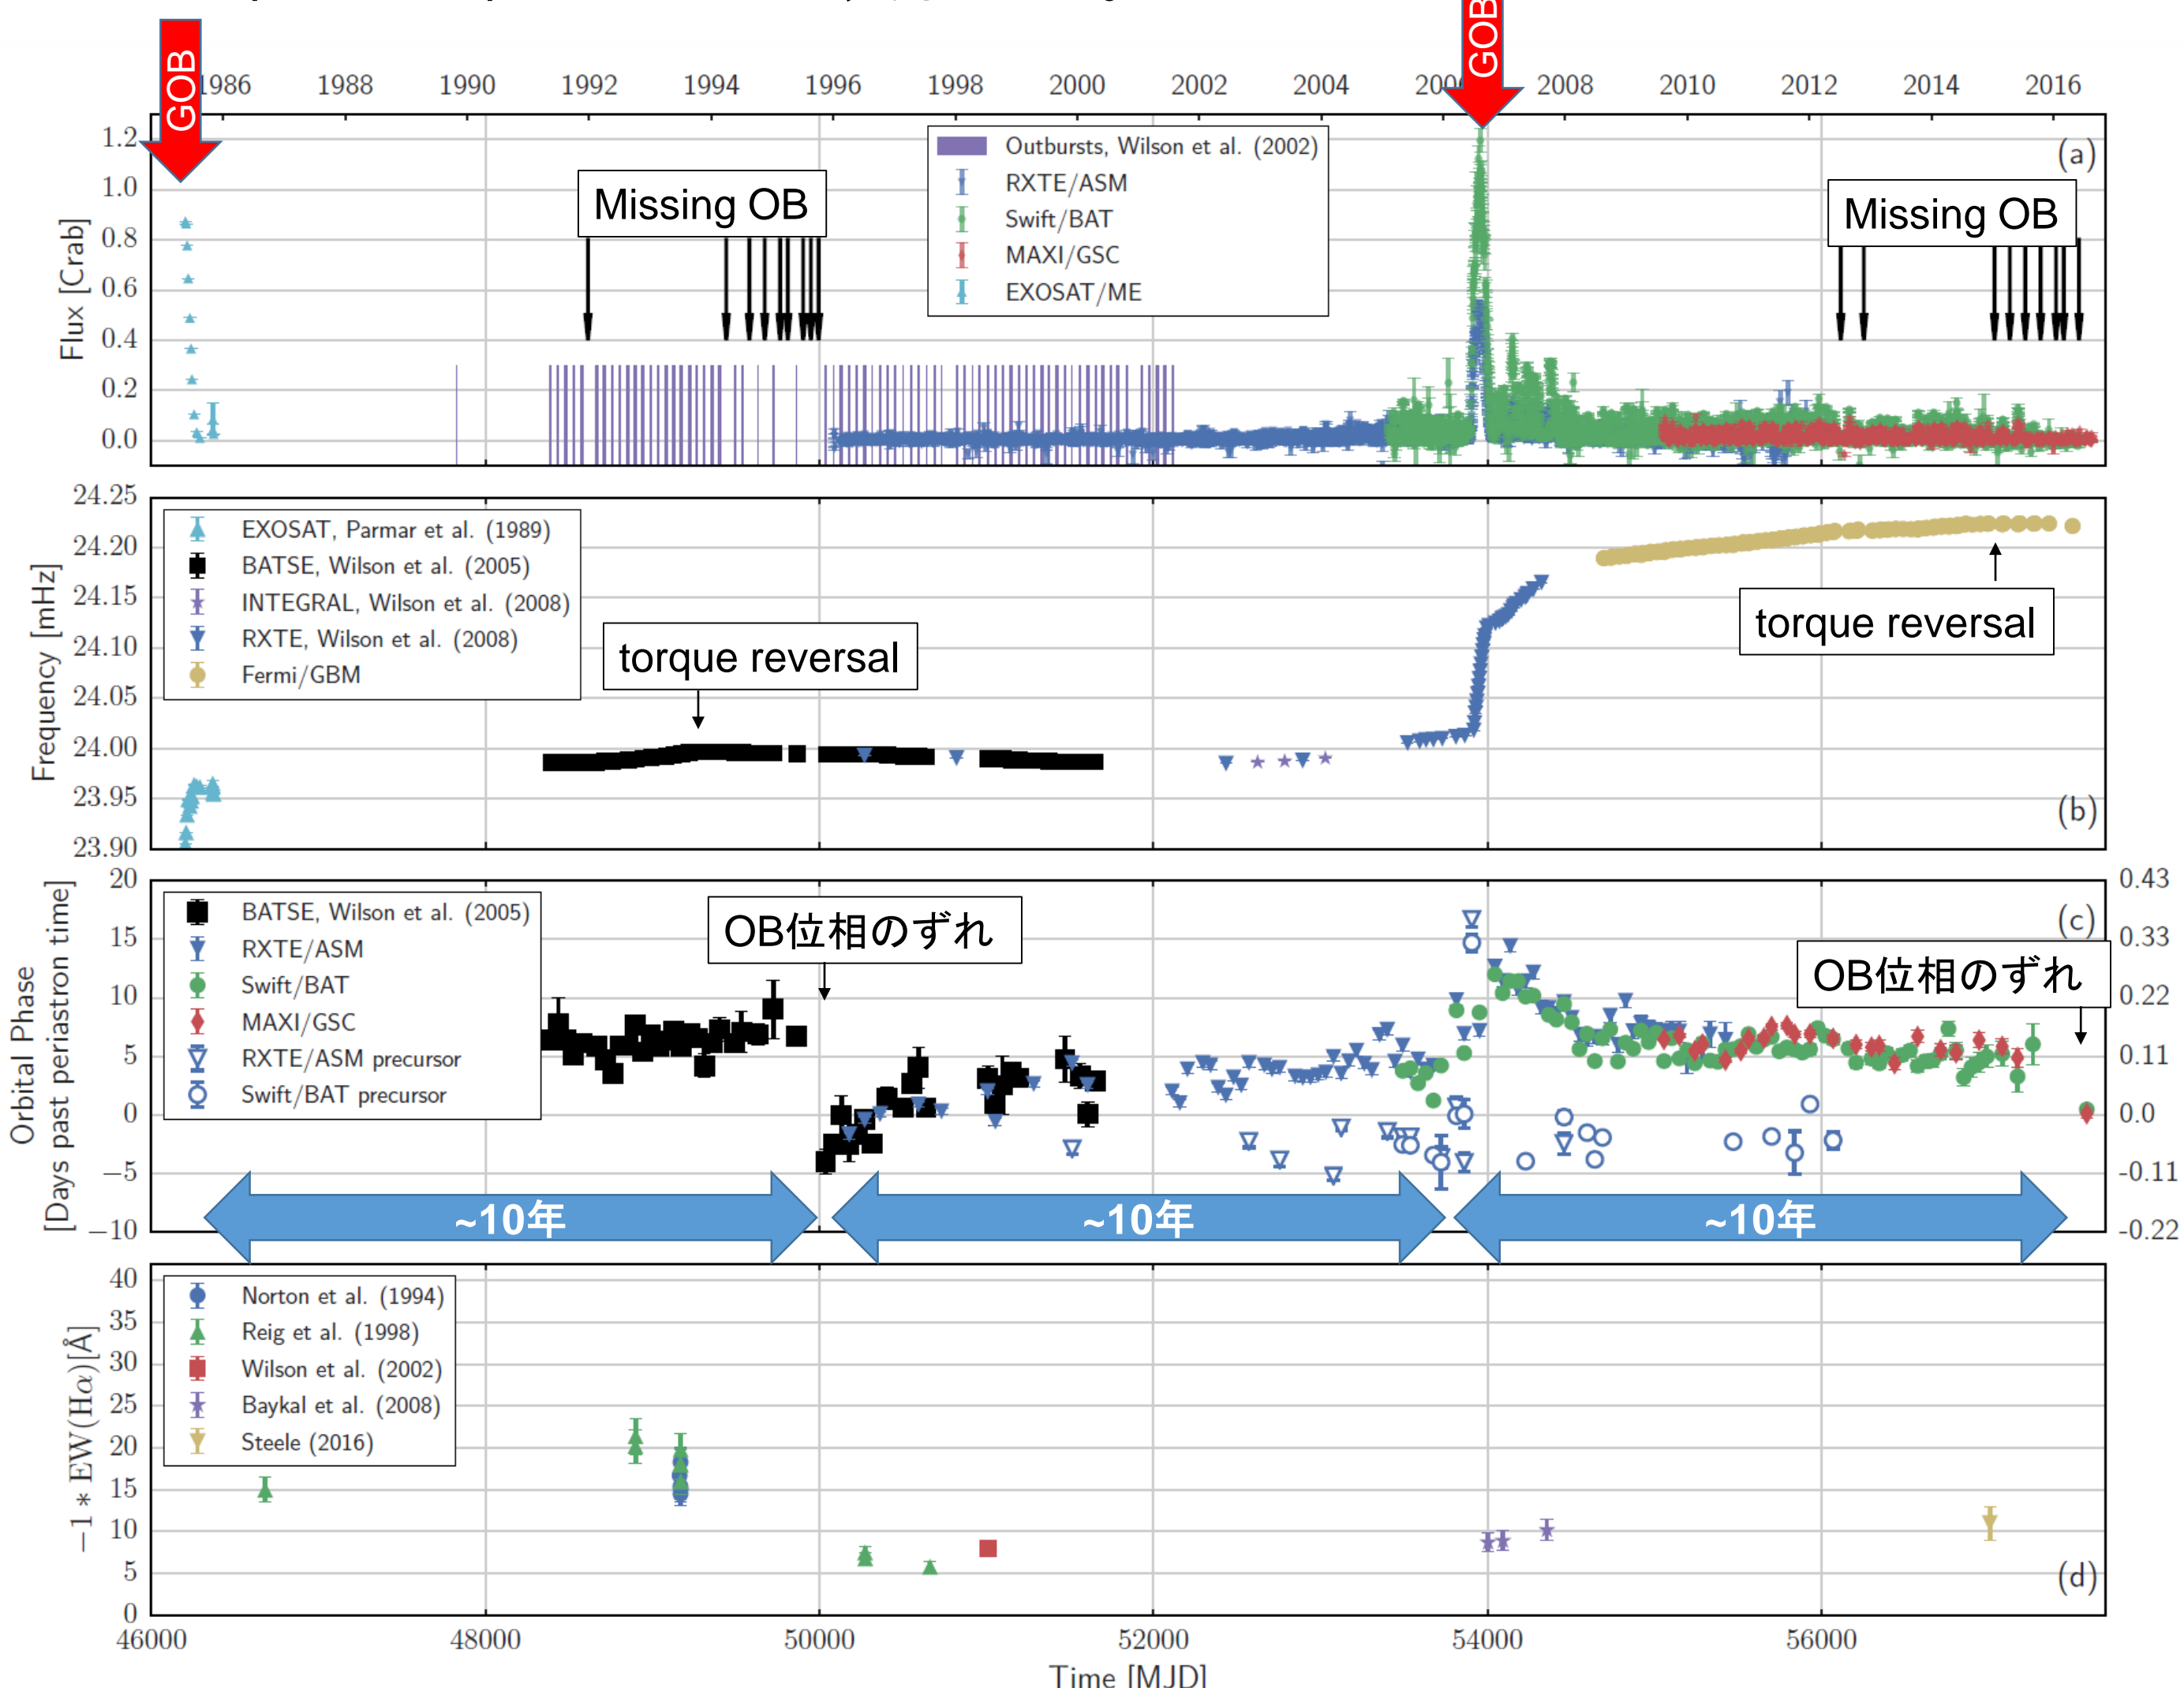 GOB
GOB
1986 1988 1990 1992 1994 1996 1998 2000 2002 2004 2008 2010 2012 2014 2016
Flux [Crab]
1.2
1.0
0.8
0.6
0.4
0.2
0.0
Missing OB
Outbursts, Wilson et al. (2002)
RXTE/ASM
Swift/BAT
MAXI/GSC
EXOSAT/ME
Missing OB
(a)
Frequency [mHz]
24.25
24.20
24.15
24.10
24.05
24.00
23.95
23.90
EXOSAT, Parmar et al. (1989)
BATSE, Wilson et al. (2005)
INTEGRAL, Wilson et al. (2008)
RXTE, Wilson et al. (2008)
Fermi/GBM
torque reversal
torque reversal
(b)
Orbital Phase
[Days past periastron time]
20
15
10
5
0
−5
−10
BATSE, Wilson et al. (2005)
RXTE/ASM
Swift/BAT
MAXI/GSC
RXTE/ASM precursor
Swift/BAT precursor
OB位相のずれ
OB位相のずれ
(c)
0.43
0.33
0.22
0.11
0.0
-0.11
-0.22
~10年
~10年
~10年
−1 * EW(Hα)[Å]
40
35
30
25
20
15
10
5
0
Norton et al. (1994)
Reig et al. (1998)
Wilson et al. (2002)
Baykal et al. (2008)
Steele (2016)
(d)
46000 48000 50000 52000 54000 56000
Time [MJD]